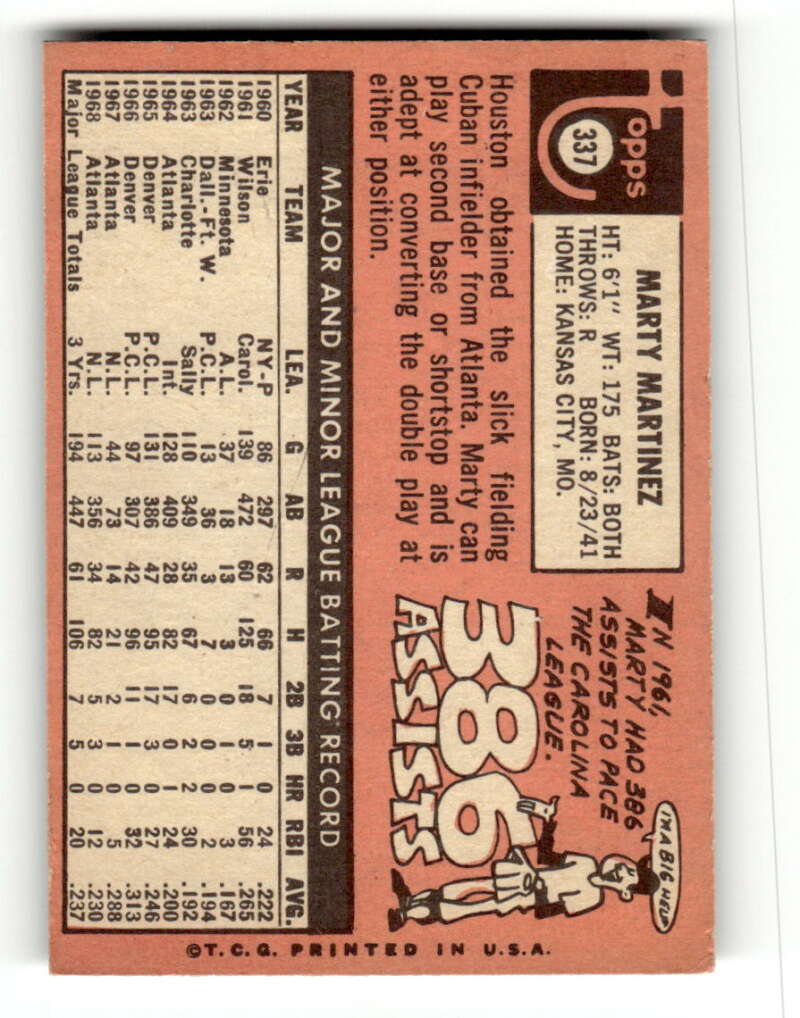 Topps
337
MARTY MARTINEZ
HT: 6'1" WT: 175 BATS: BOTH
THROWS: R BORN: 8/23/41
HOME: KANSAS CITY, MO.
Houston obtained the slick fielding
Cuban infielder from Atlanta. Marty can
play second base or shortstop and is
adept at converting the double play at
either position.
IN 1961,
MARTY HAD 386
ASSISTS TO PACE
THE CAROLINA
LEAGUE.
386
ASSISTS
I'M A BIG HELP
MAJOR AND MINOR LEAGUE BATTING RECORD
YEAR TEAM LEA. G AB R H 2B 3B HR RBI AVG.
1960 Erie NY-P 86 297 62 66 7 1 0 24 .222
1961 Wilson Carol. 139 472 60 125 18 5 1 56 .265
1962 Minnesota A.L. 37 18 13 3 0 1 0 3 .167
1963 Dall.-Ft. W. P.C.L. 13 36 3 7 0 0 0 2 .194
1963 Charlotte Sally 110 349 35 67 6 2 2 30 .192
1964 Atlanta Int. 128 409 28 82 17 0 1 24 .200
1965 Denver P.C.L. 131 386 47 95 17 3 0 27 .246
1966 Denver P.C.L. 97 307 42 96 11 1 0 32 .313
1967 Atlanta N.L. 44 73 14 21 2 1 0 5 .288
1968 Atlanta N.L. 113 356 34 82 5 3 0 12 .230
Major League Totals 3 Yrs. 194 447 61 106 7 5 0 20 .237
©T.C.G. PRINTED IN U.S.A.